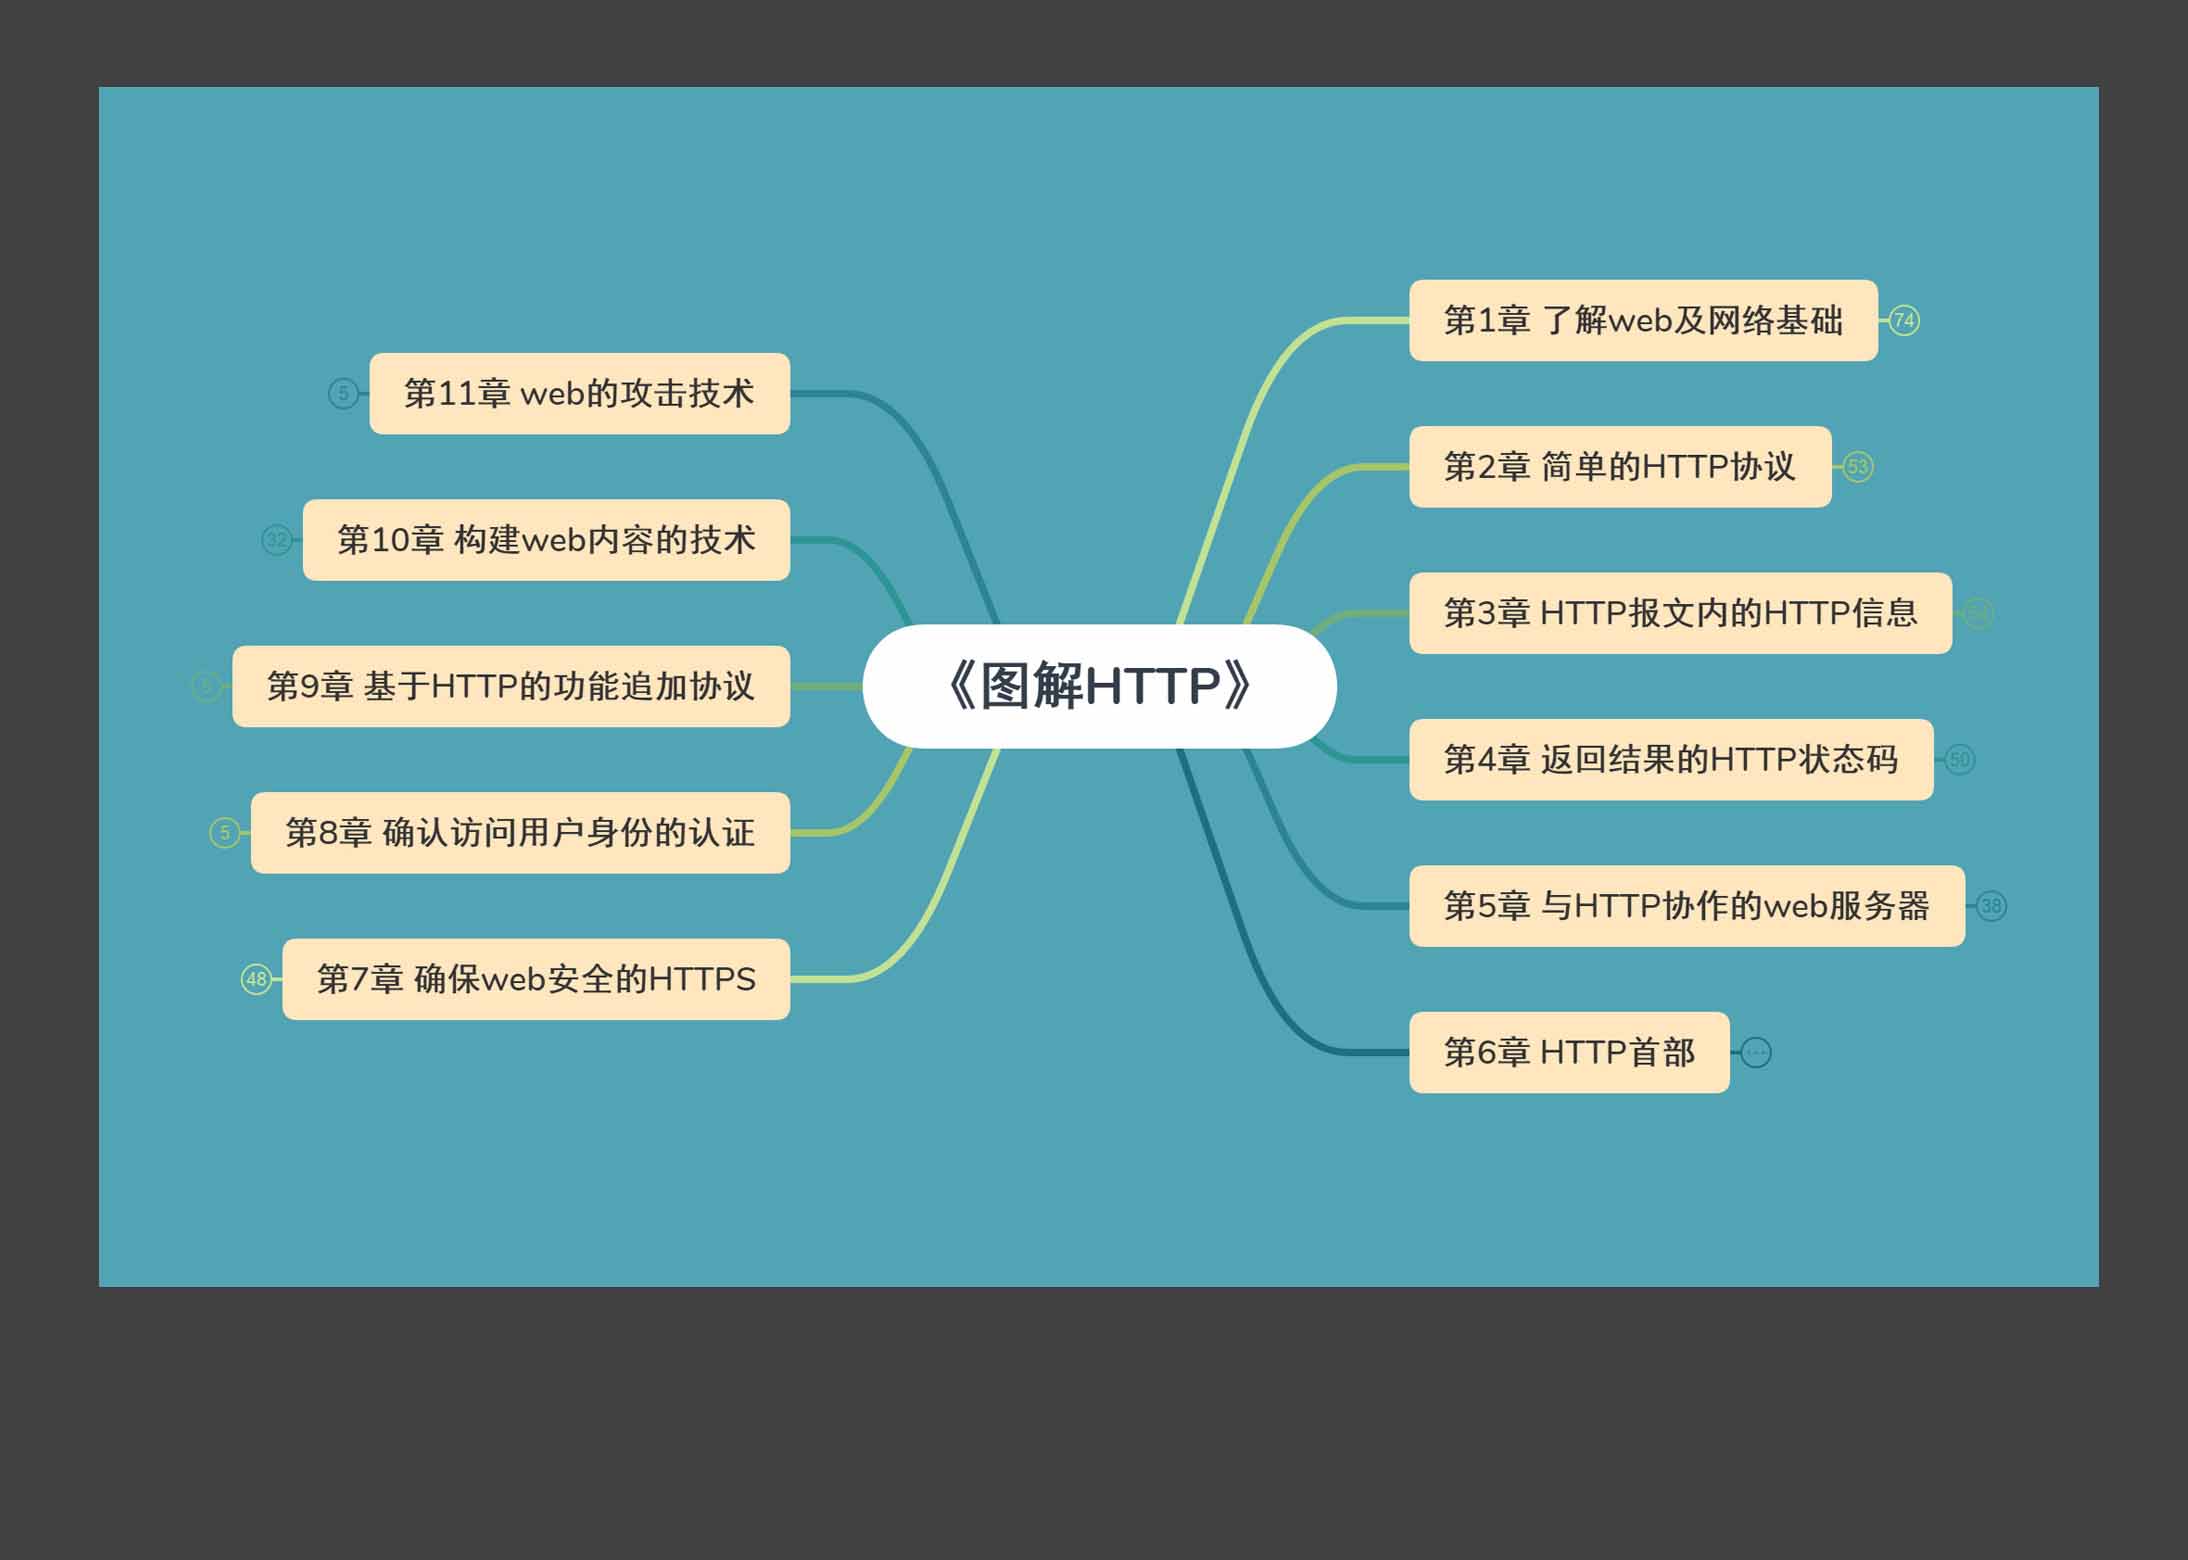 《图解HTTP》
第1章 了解web及网络基础
74
第2章 简单的HTTP协议
53
第3章 HTTP报文内的HTTP信息
第4章 返回结果的HTTP状态码
50
第5章 与HTTP协作的web服务器
38
第6章 HTTP首部
...
第11章 web的攻击技术
5
第10章 构建web内容的技术
32
第9章 基于HTTP的功能追加协议
第8章 确认访问用户身份的认证
5
第7章 确保web安全的HTTPS
48